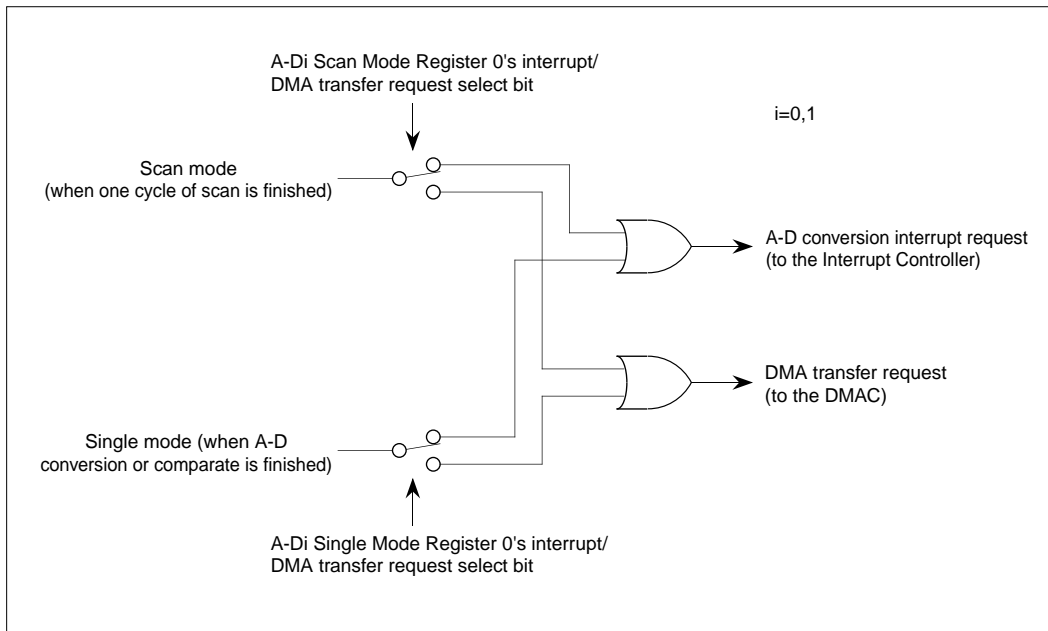 A-Di Scan Mode Register 0's interrupt/
DMA transfer request select bit
i=0,1
Scan mode
(when one cycle of scan is finished)
A-D conversion interrupt request
(to the Interrupt Controller)
DMA transfer request
(to the DMAC)
Single mode (when A-D
conversion or comparate is finished)
A-Di Single Mode Register 0's interrupt/
DMA transfer request select bit